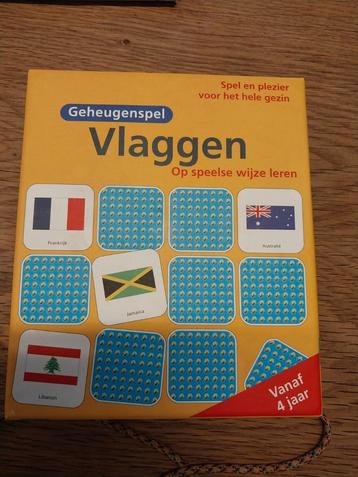 Spel en plezier
voor het hele gezin
Geheugenspel
Vlaggen
Op speelse wijze leren
Frankrijk
Australië
Jamaica
Libanon
Vanaf
4 jaar